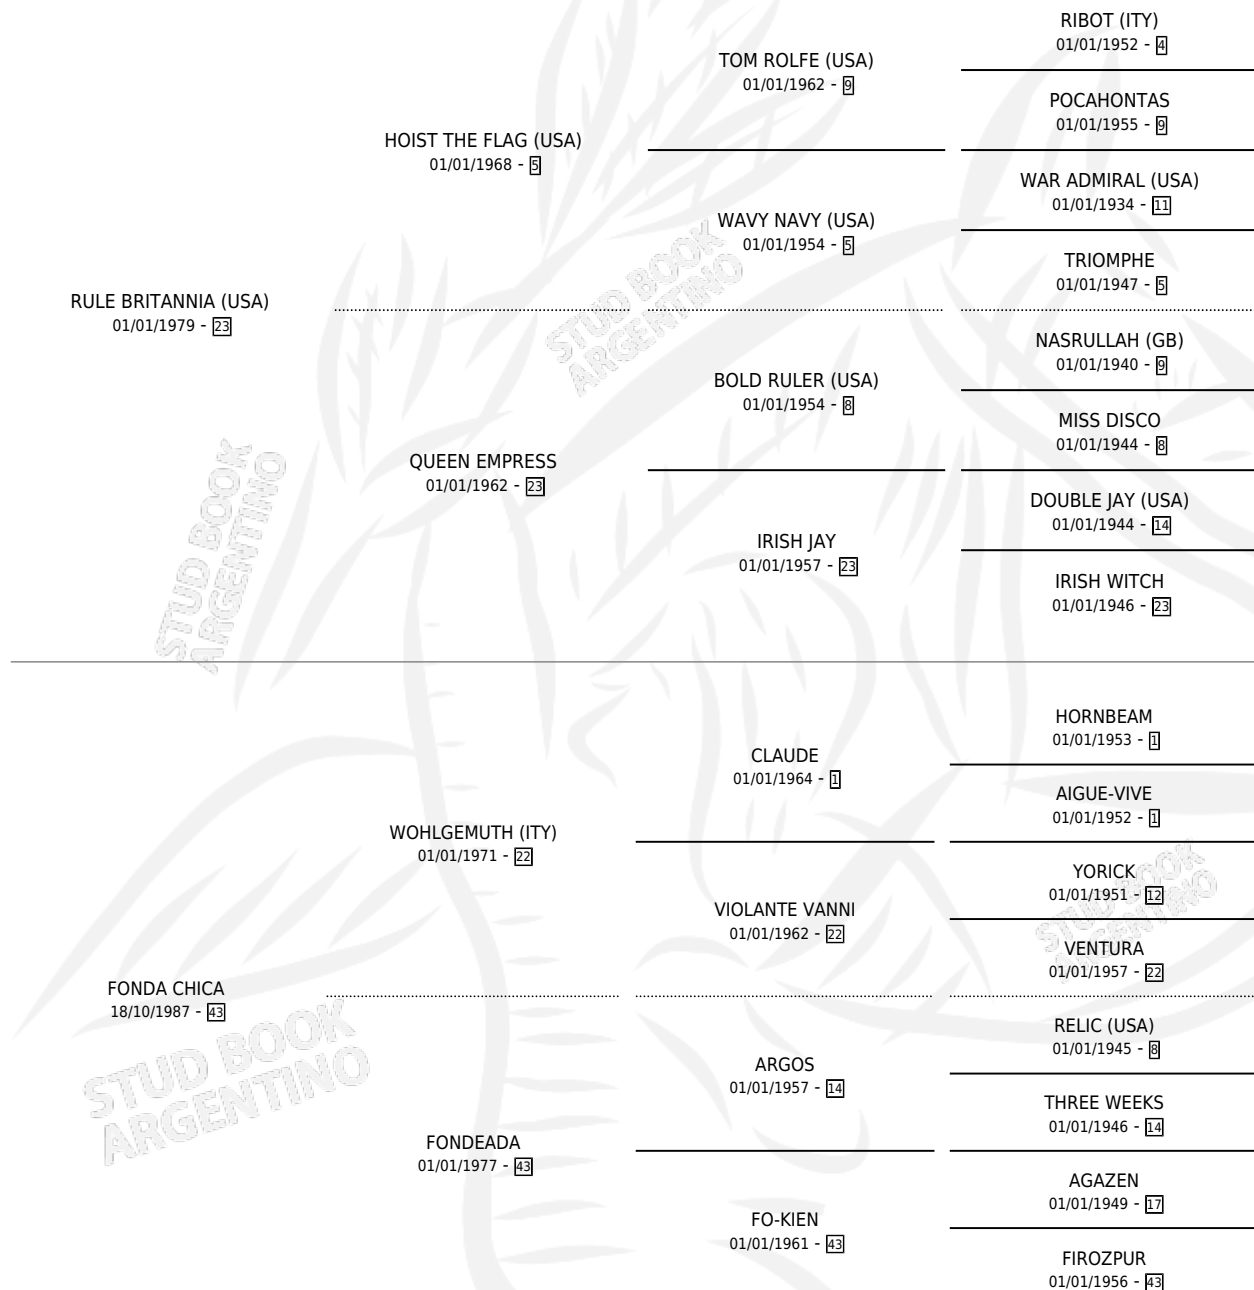 RIBOT (ITY)
01/01/1952 - 4
TOM ROLFE (USA)
01/01/1962 - 9
POCAHONTAS
01/01/1955 - 9
HOIST THE FLAG (USA)
01/01/1968 - 5
WAR ADMIRAL (USA)
01/01/1934 - 11
WAVY NAVY (USA)
01/01/1954 - 5
TRIOMPHE
01/01/1947 - 5
RULE BRITANNIA (USA)
01/01/1979 - 23
STUD BOOK
ARGENTINO
NASRULLAH (GB)
01/01/1940 - 9
BOLD RULER (USA)
01/01/1954 - 8
MISS DISCO
01/01/1944 - 8
QUEEN EMPRESS
01/01/1962 - 23
DOUBLE JAY (USA)
01/01/1944 - 14
IRISH JAY
01/01/1957 - 23
IRISH WITCH
01/01/1946 - 23
STUD BOOK
ARGENTINO
HORNBEAM
01/01/1953 - 1
CLAUDE
01/01/1964 - 1
AIGUE-VIVE
01/01/1952 - 1
WOHLGEMUTH (ITY)
01/01/1971 - 22
YORICK
01/01/1951 - 12
VIOLANTE VANNI
01/01/1962 - 22
VENTURA
01/01/1957 - 22
STUD BOOK
ARGENTINO
FONDA CHICA
18/10/1987 - 43
RELIC (USA)
01/01/1945 - 8
ARGOS
01/01/1957 - 14
THREE WEEKS
01/01/1946 - 14
STUD BOOK
ARGENTINO
FONDEADA
01/01/1977 - 43
AGAZEN
01/01/1949 - 17
FO-KIEN
01/01/1961 - 43
FIROZPUR
01/01/1956 - 43